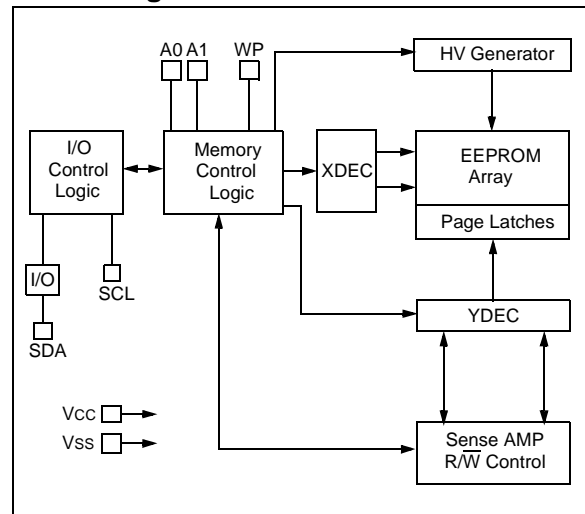 A0 A1
WP
HV Generator
I/O
Control
Logic
Memory
Control
Logic
XDEC
EEPROM
Array
Page Latches
I/O
SCL
SDA
YDEC
VCC
VSS
Sense AMP
R/W̅ Control